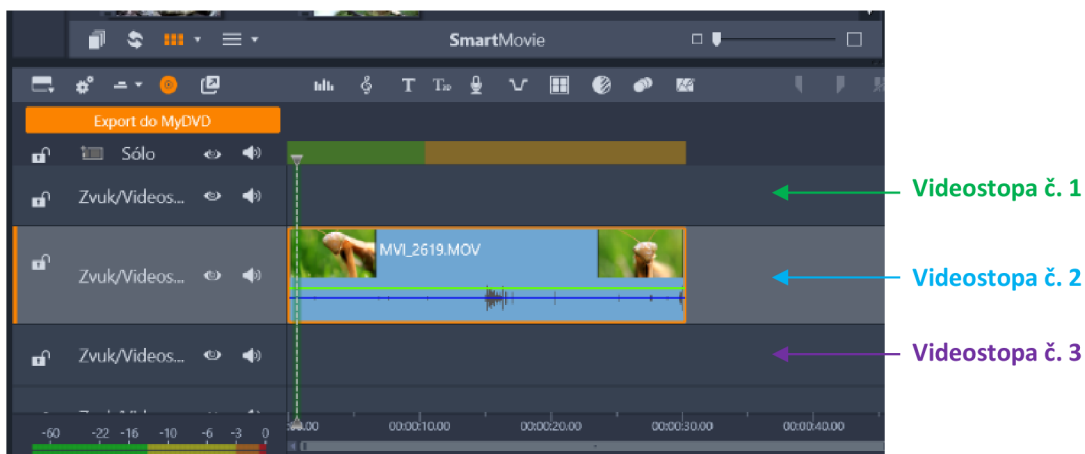 SmartMovie
Export do MyDVD
Sólo
Zvuk/Videos...
Videostopa č. 1
MVI_2619.MOV
Zvuk/Videos...
Videostopa č. 2
Zvuk/Videos...
Videostopa č. 3
-60 -22 -16 -10 -6 -3 0
:00.00 00:00:10.00 00:00:20.00 00:00:30.00 00:00:40.00